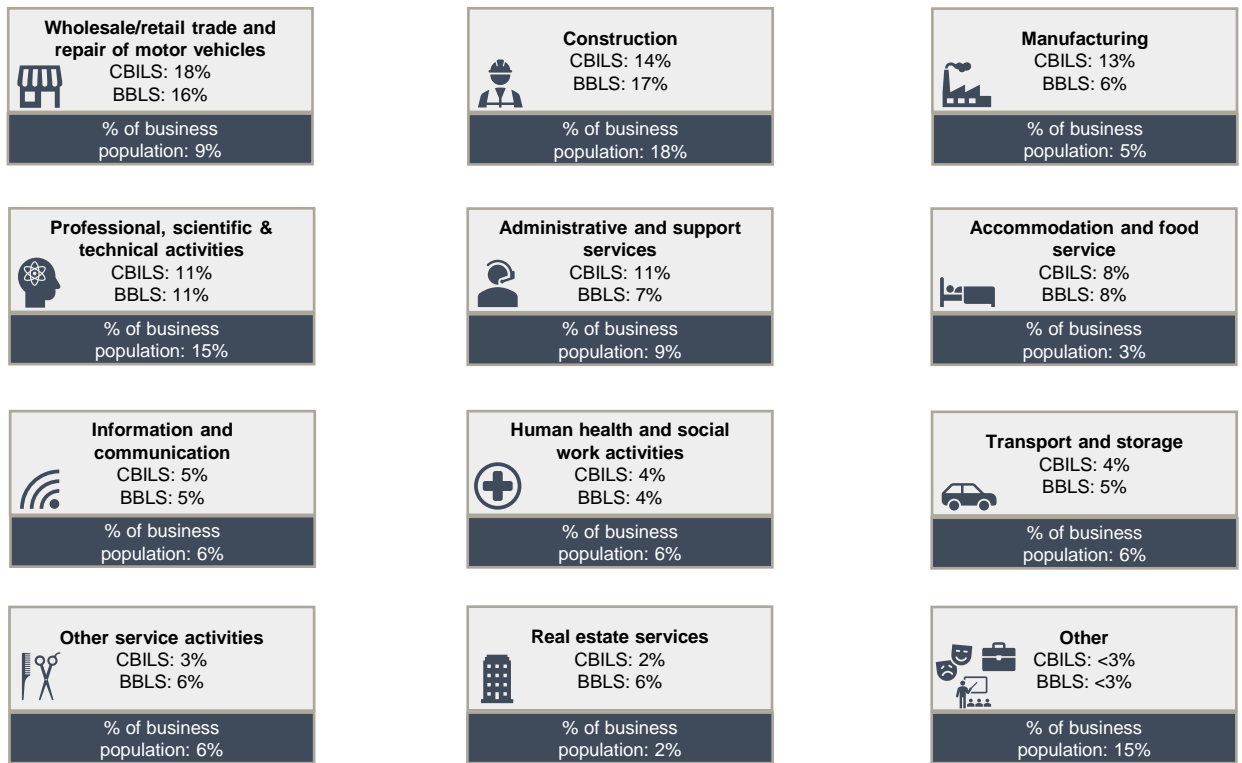 Wholesale/retail trade and
repair of motor vehicles
CBILS: 18%
BBLS: 16%
% of business
population: 9%
Construction
CBILS: 14%
BBLS: 17%
% of business
population: 18%
Manufacturing
CBILS: 13%
BBLS: 6%
% of business
population: 5%
Professional, scientific &
technical activities
CBILS: 11%
BBLS: 11%
% of business
population: 15%
Administrative and support
services
CBILS: 11%
BBLS: 7%
% of business
population: 9%
Accommodation and food
service
CBILS: 8%
BBLS: 8%
% of business
population: 3%
Information and
communication
CBILS: 5%
BBLS: 5%
% of business
population: 6%
Human health and social
work activities
CBILS: 4%
BBLS: 4%
% of business
population: 6%
Transport and storage
CBILS: 4%
BBLS: 5%
% of business
population: 6%
Other service activities
CBILS: 3%
BBLS: 6%
% of business
population: 6%
Real estate services
CBILS: 2%
BBLS: 6%
% of business
population: 2%
Other
CBILS: <3%
BBLS: <3%
% of business
population: 15%